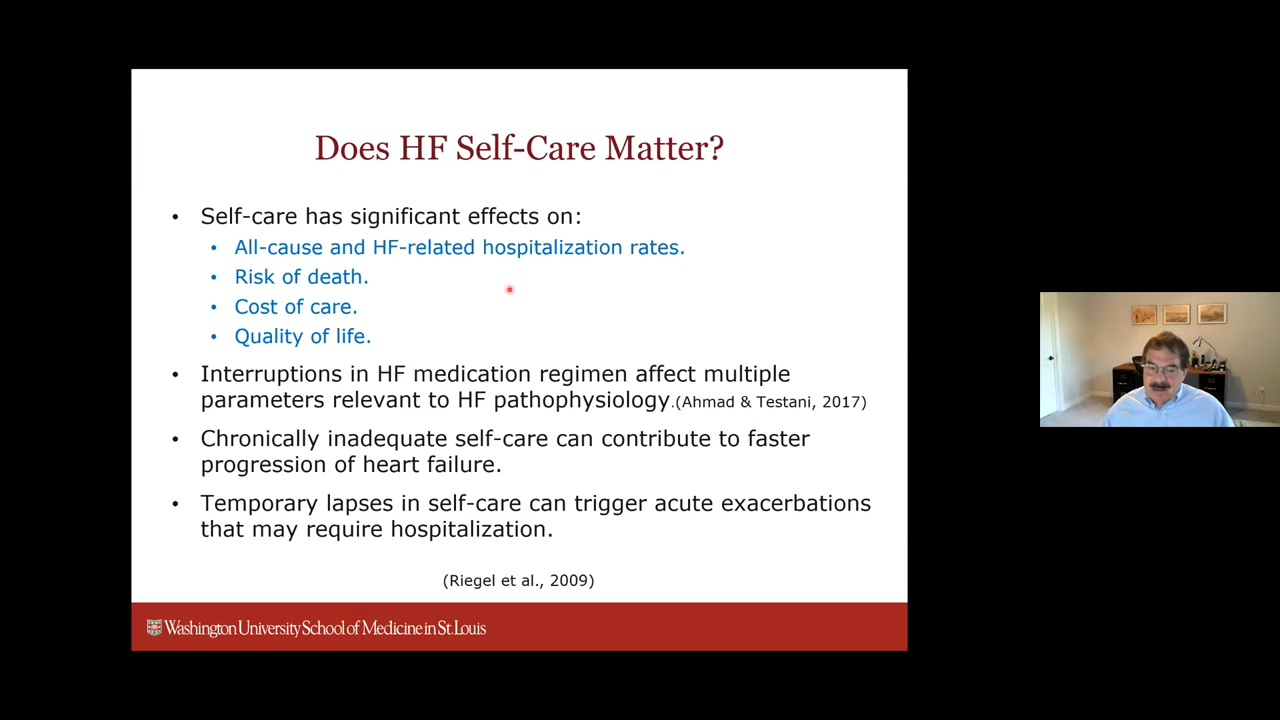 Does HF Self-Care Matter?
• Self-care has significant effects on:
• All-cause and HF-related hospitalization rates.
• Risk of death.
• Cost of care.
• Quality of life.
• Interruptions in HF medication regimen affect multiple
parameters relevant to HF pathophysiology.(Ahmad & Testani, 2017)
• Chronically inadequate self-care can contribute to faster
progression of heart failure.
• Temporary lapses in self-care can trigger acute exacerbations
that may require hospitalization.
(Riegel et al., 2009)
Washington University School of Medicine in St. Louis